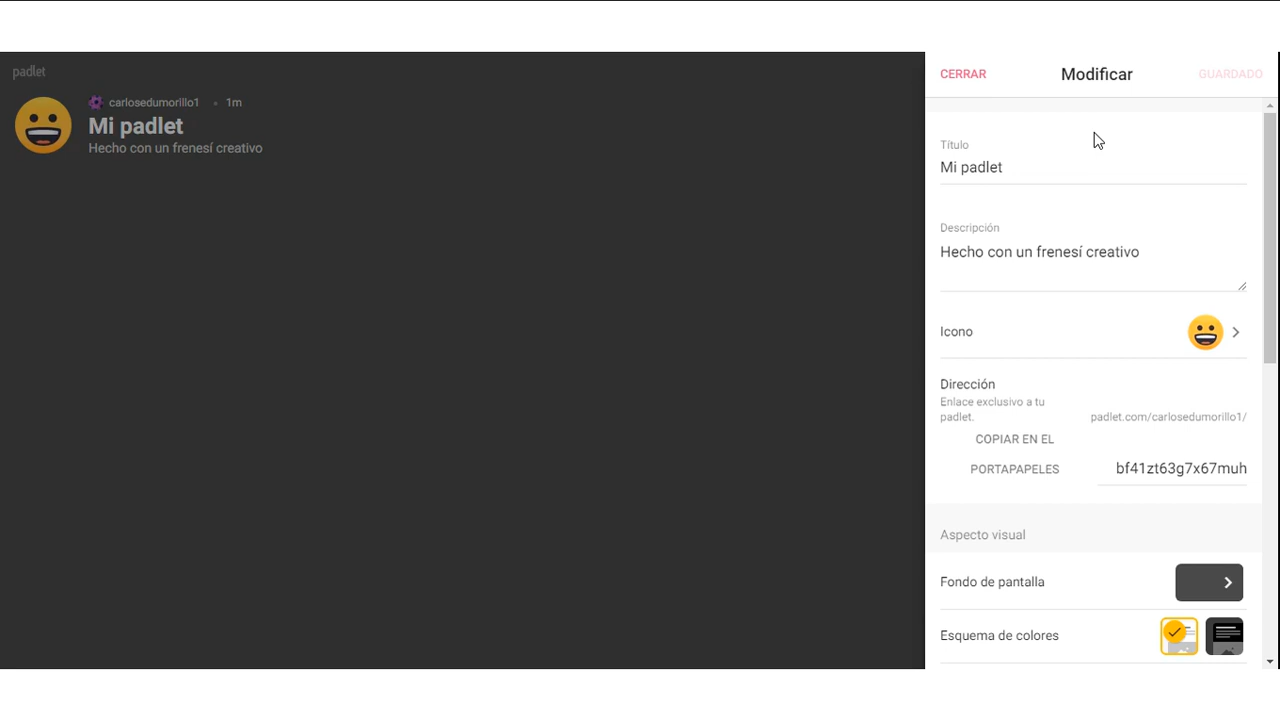 padlet
carlosedumorillo1 • 1m
Mi padlet
Hecho con un frenesí creativo
CERRAR
Modificar
GUARDADO
Título
Mi padlet
Descripción
Hecho con un frenesí creativo
Icono
Dirección
Enlace exclusivo a tu
padlet.
padlet.com/carlosedumorillo1/
COPIAR EN EL
PORTAPAPELES
bf41zt63g7x67muh
Aspecto visual
Fondo de pantalla
Esquema de colores